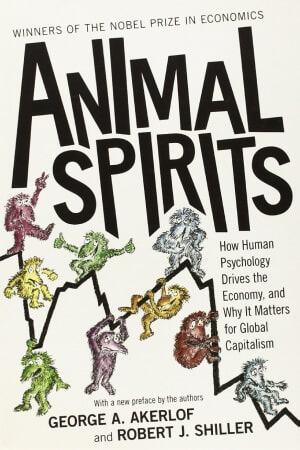 WINNERS OF THE NOBEL PRIZE IN ECONOMICS
ANIMAL
SPIRITS
How Human
Psychology
Drives the
Economy, and
Why It Matters
for Global
Capitalism
With a new preface by the authors
GEORGE A. AKERLOF
and ROBERT J. SHILLER